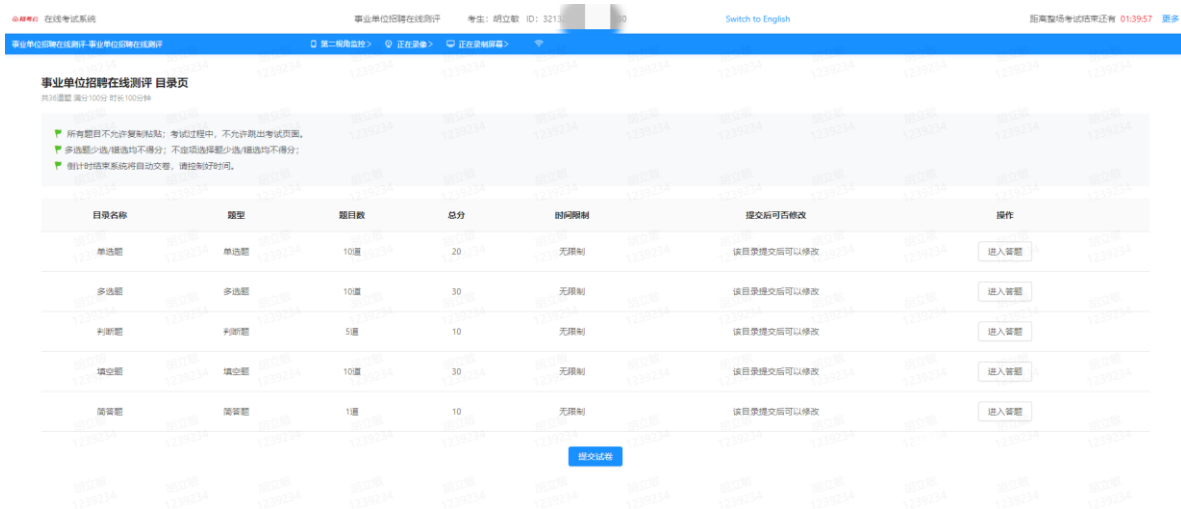 在线考试系统 事业单位招聘在线测评 考生：胡立敏 ID：3213 00 Switch to English 距离整场考试结束还有 01:39:57 更多
事业单位招聘在线测评-事业单位招聘在线测评 第二视角监控> 正在录像> 正在录制屏幕>
事业单位招聘在线测评 目录页
共36道题 满分100分 时长100分钟
所有题目不允许复制粘贴；考试过程中，不允许跳出考试页面。
多选题少选/错选均不得分；不定项选择题少选/错选均不得分；
倒计时结束系统将自动交卷，请控制好时间。
目录名称 题型 题目数 总分 时间限制 提交后可否修改 操作
单选题 单选题 10道 20 无限制 该目录提交后可以修改 进入答题
多选题 多选题 10道 30 无限制 该目录提交后可以修改 进入答题
判断题 判断题 5道 10 无限制 该目录提交后可以修改 进入答题
填空题 填空题 10道 30 无限制 该目录提交后可以修改 进入答题
简答题 简答题 1道 10 无限制 该目录提交后可以修改 进入答题
提交试卷
胡立敏
1239234